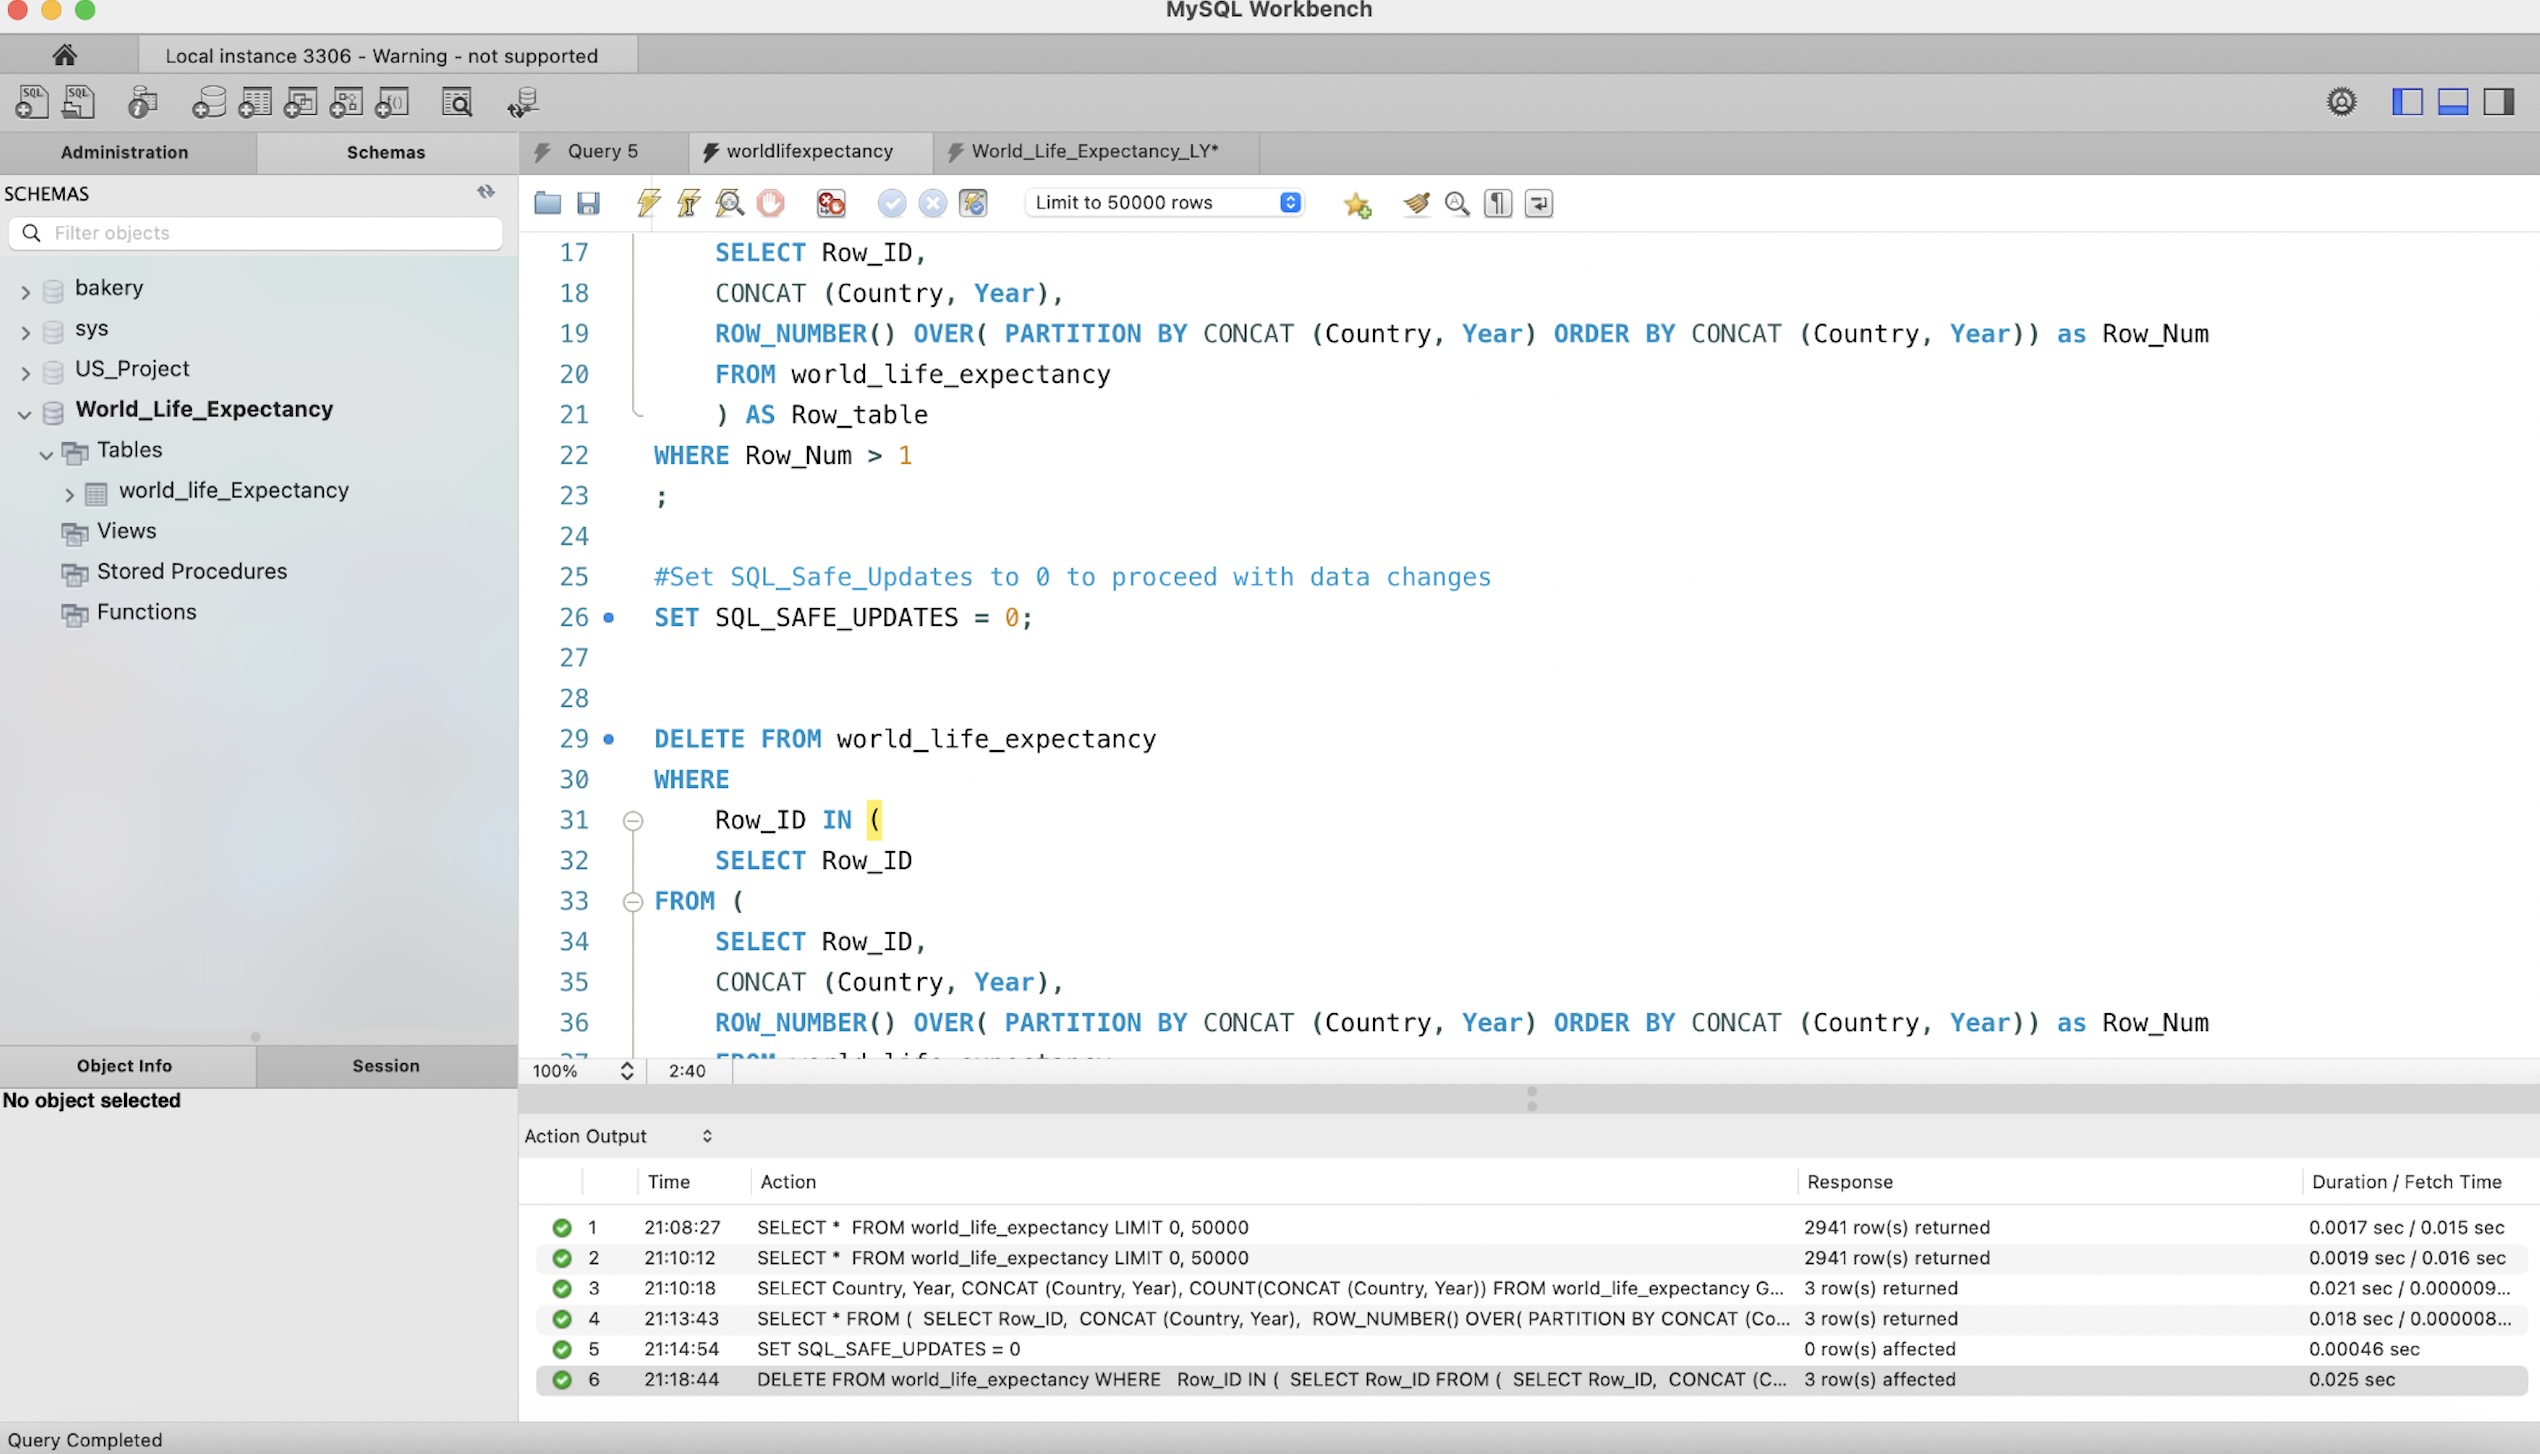 MySQL Workbench
Local instance 3306 - Warning - not supported
SQL SQL
Administration Schemas
Query 5 worldlifexpectancy World_Life_Expectancy_LY*
SCHEMAS
Filter objects
Limit to 50000 rows
bakery
sys
US_Project
World_Life_Expectancy
Tables
world_life_Expectancy
Views
Stored Procedures
Functions
Object Info Session
No object selected
17 SELECT Row_ID,
18 CONCAT (Country, Year),
19 ROW_NUMBER() OVER( PARTITION BY CONCAT (Country, Year) ORDER BY CONCAT (Country, Year)) as Row_Num
20 FROM world_life_expectancy
21 ) AS Row_table
22 WHERE Row_Num > 1
23 ;
24
25 #Set SQL_Safe_Updates to 0 to proceed with data changes
26 SET SQL_SAFE_UPDATES = 0;
27
28
29 DELETE FROM world_life_expectancy
30 WHERE
31 Row_ID IN (
32 SELECT Row_ID
33 FROM (
34 SELECT Row_ID,
35 CONCAT (Country, Year),
36 ROW_NUMBER() OVER( PARTITION BY CONCAT (Country, Year) ORDER BY CONCAT (Country, Year)) as Row_Num
37 FROM world_life_expectancy
100% 2:40
Action Output
Time Action Response Duration / Fetch Time
1 21:08:27 SELECT * FROM world_life_expectancy LIMIT 0, 50000 2941 row(s) returned 0.0017 sec / 0.015 sec
2 21:10:12 SELECT * FROM world_life_expectancy LIMIT 0, 50000 2941 row(s) returned 0.0019 sec / 0.016 sec
3 21:10:18 SELECT Country, Year, CONCAT (Country, Year), COUNT(CONCAT (Country, Year)) FROM world_life_expectancy G... 3 row(s) returned 0.021 sec / 0.000009...
4 21:13:43 SELECT * FROM ( SELECT Row_ID, CONCAT (Country, Year), ROW_NUMBER() OVER( PARTITION BY CONCAT (Co... 3 row(s) returned 0.018 sec / 0.000008...
5 21:14:54 SET SQL_SAFE_UPDATES = 0 0 row(s) affected 0.00046 sec
6 21:18:44 DELETE FROM world_life_expectancy WHERE Row_ID IN ( SELECT Row_ID FROM ( SELECT Row_ID, CONCAT (C... 3 row(s) affected 0.025 sec
Query Completed